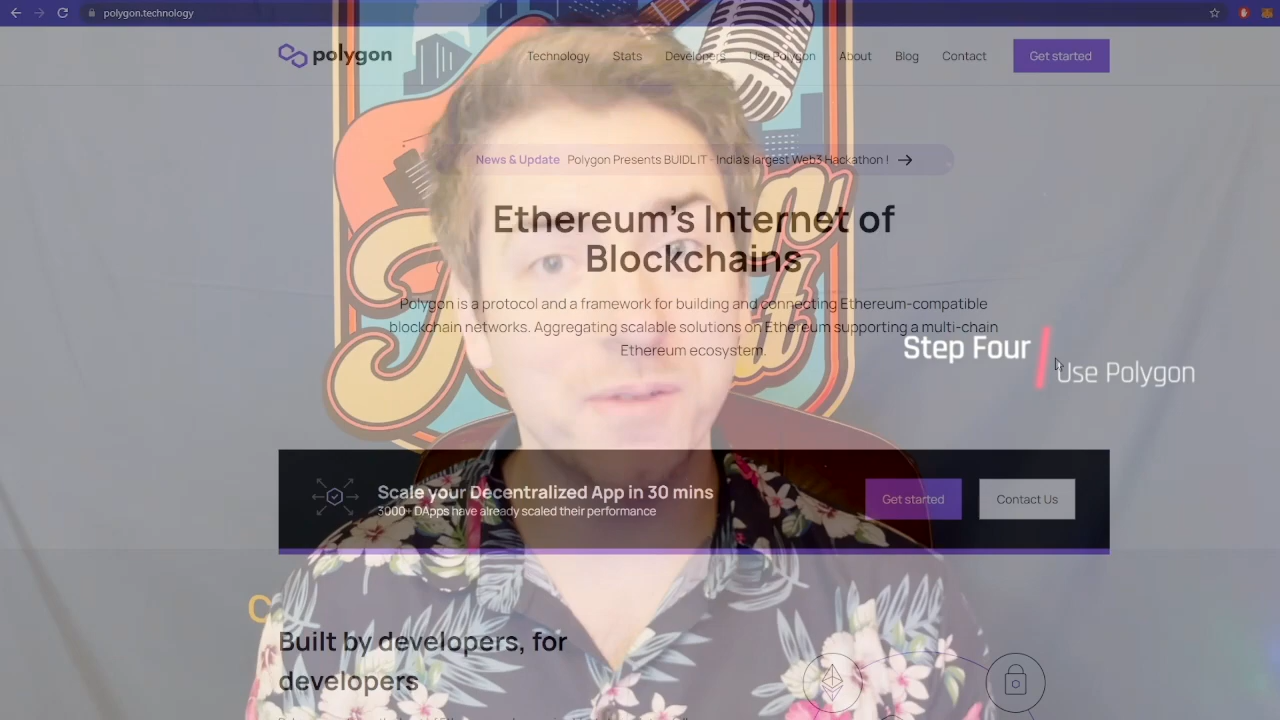 polygon.technology
polygon
Technology
Stats
Developers
Use Polygon
About
Blog
Contact
Get started
News & Update Polygon Presents BUIDL IT - India's largest Web3 Hackathon !
Ethereum's Internet of
Blockchains
Polygon is a protocol and a framework for building and connecting Ethereum-compatible
blockchain networks. Aggregating scalable solutions on Ethereum supporting a multi-chain
Ethereum ecosystem.
Step Four
Use Polygon
Scale your Decentralized App in 30 mins
3000+ DApps have already scaled their performance
Get started
Contact Us
C
Built by developers, for
developers